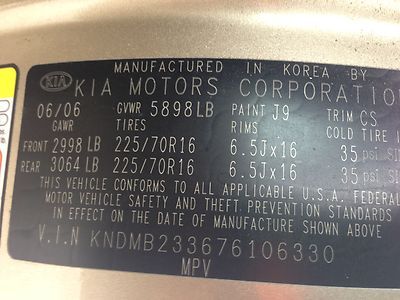 MANUFACTURED IN KOREA BY
KIA KIA MOTORS CORPORATION
06/06 GVWR 5898LB PAINT J9 TRIM CS
GAWR TIRES RIMS COLD TIRE
FRONT 2998 LB 225/70R16 6.5Jx16 35 psi
REAR 3064 LB 225/70R16 6.5Jx16 35 psi
THIS VEHICLE CONFORMS TO ALL APPLICABLE U.S.A. FEDERAL
MOTOR VEHICLE SAFETY AND THEFT PREVENTION STANDARDS
IN EFFECT ON THE DATE OF MANUFACTURE SHOWN ABOVE
V.I.N KNDMB233676106330
MPV